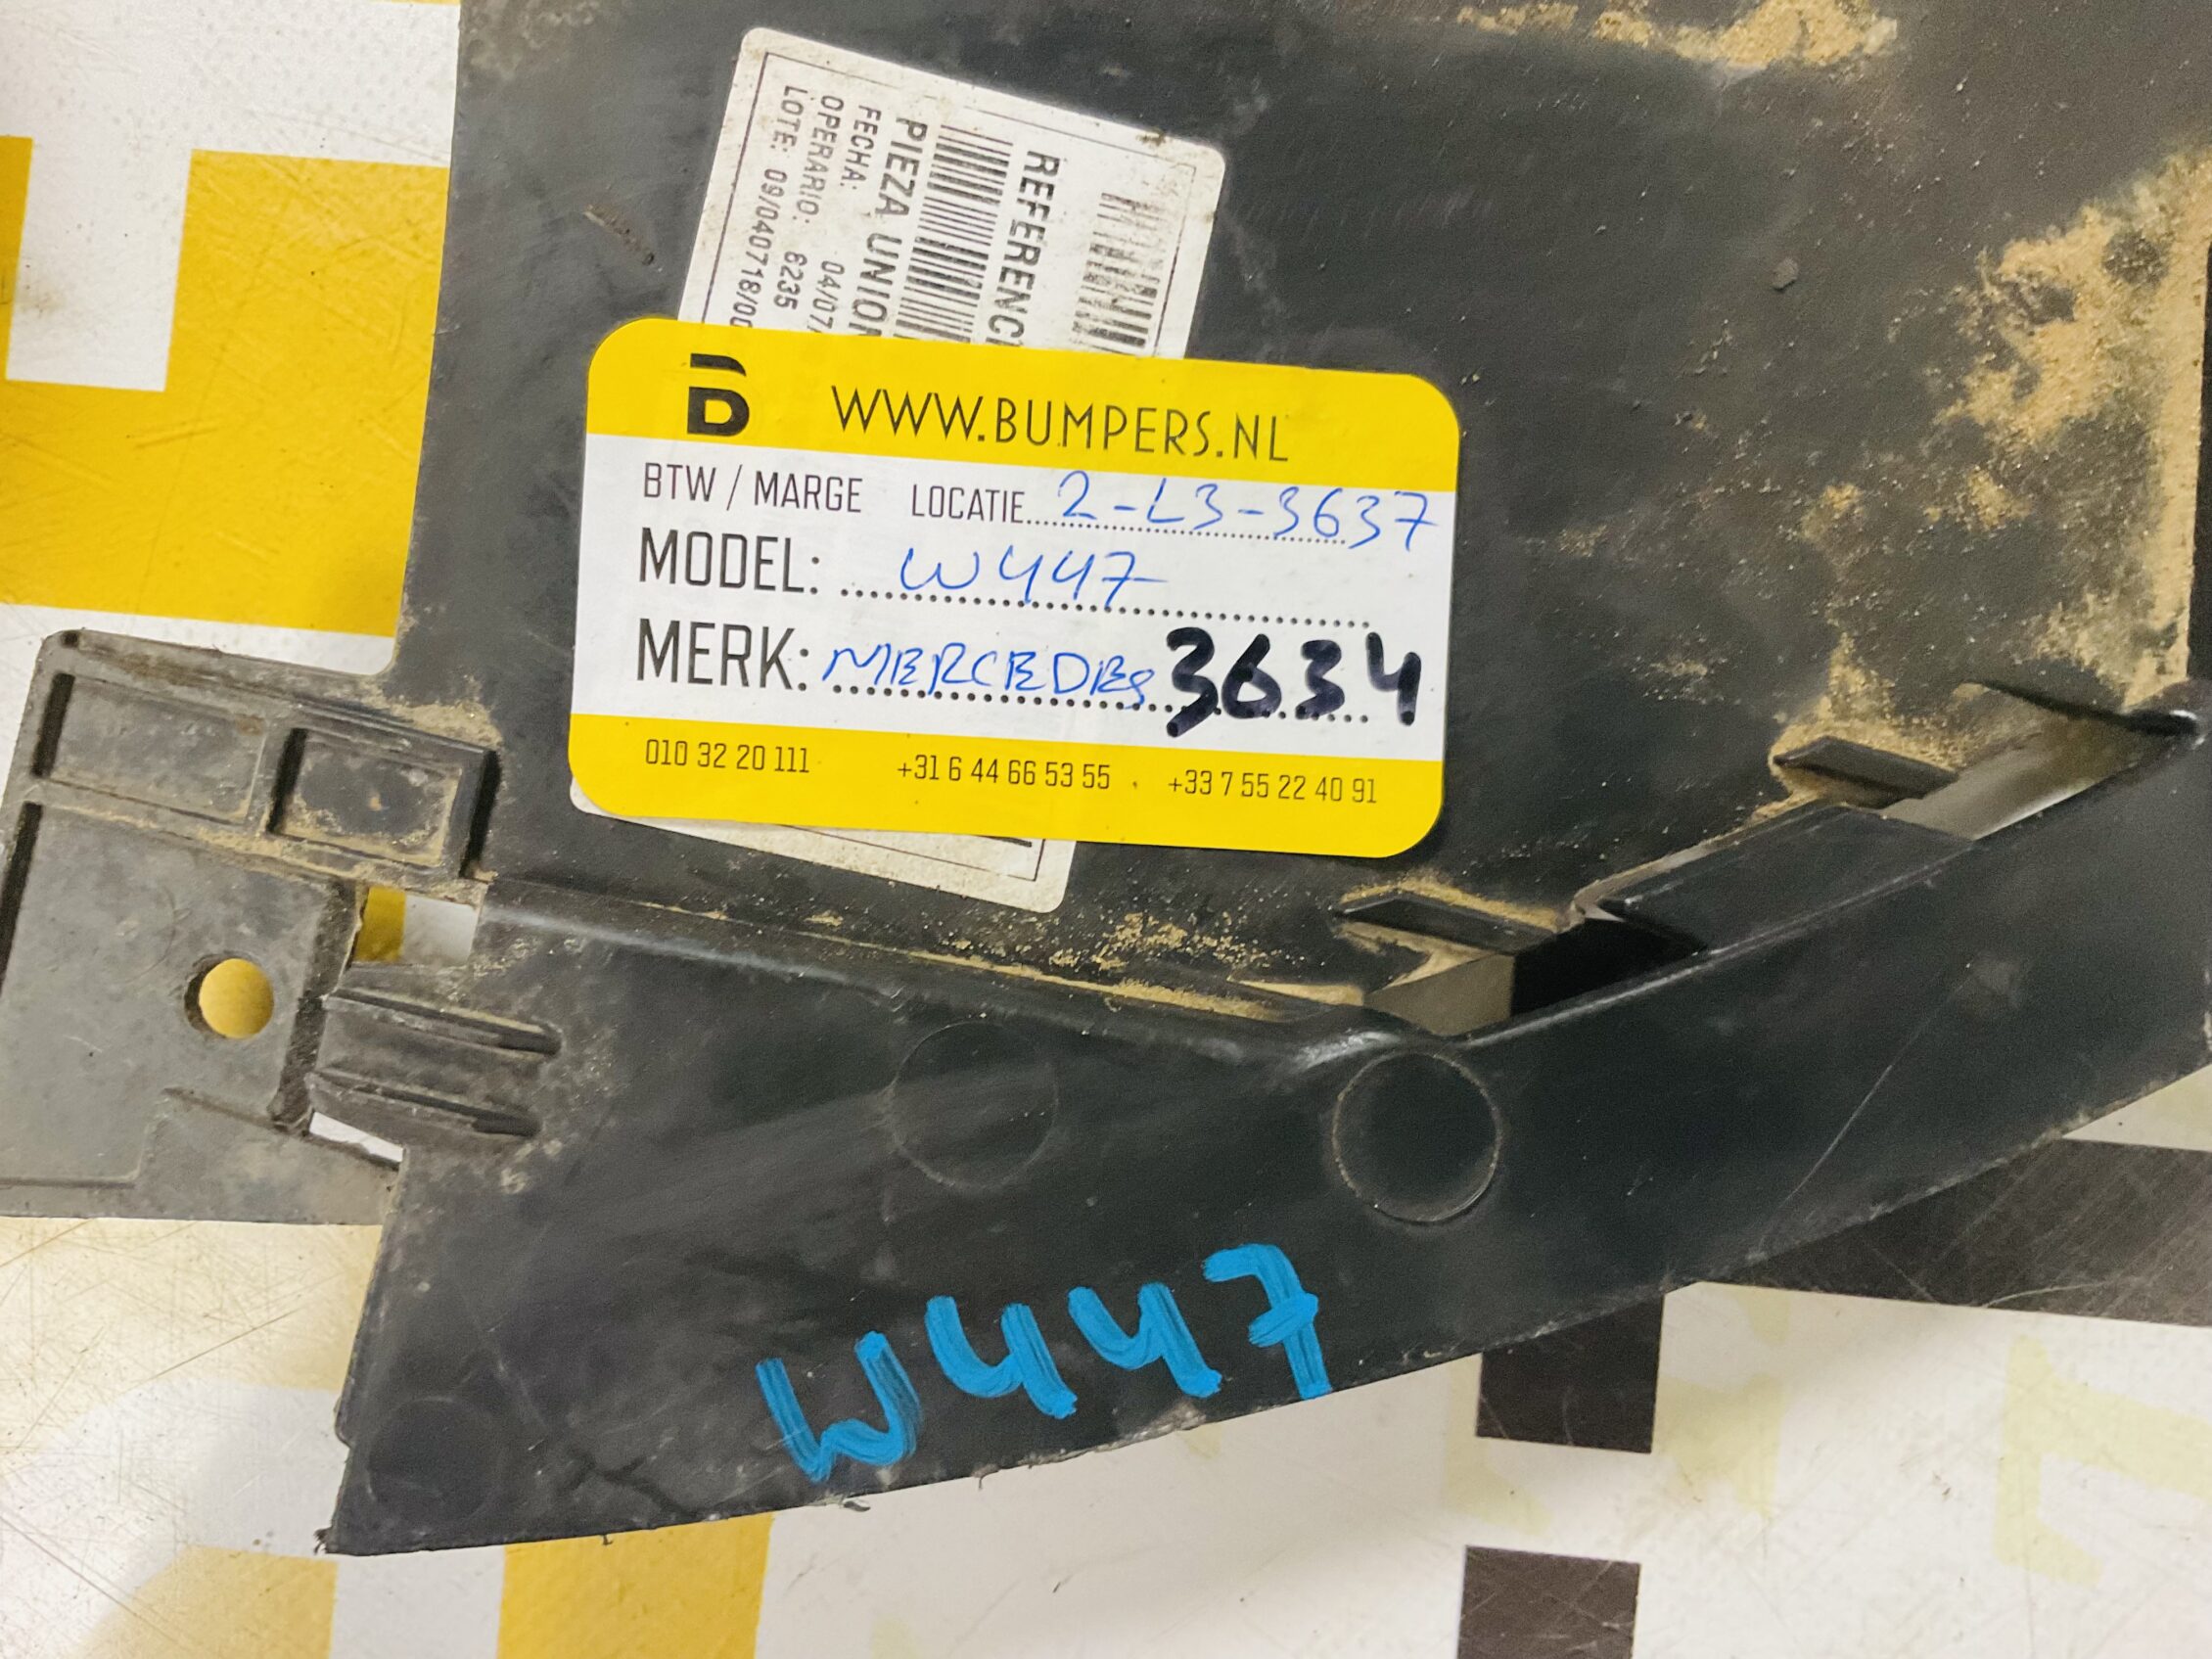 REFERENC
PIEZA UNION
FECHA: 04/07/
OPERARIO: 6235
LOTE: 09/040718/00
B WWW.BUMPERS.NL
BTW / MARGE LOCATIE 2-L3-3637
MODEL: W447
MERK: MERCEDES 3634
010 32 20 111 +31 6 44 66 53 55 . +33 7 55 22 40 91
W447